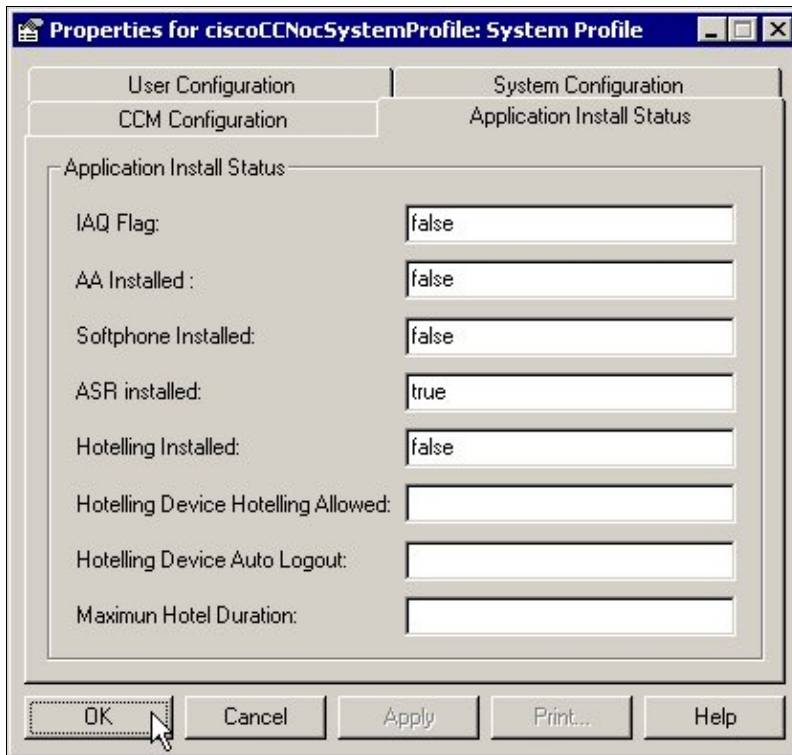 Properties for ciscoCCNocSystemProfile: System Profile
User Configuration
System Configuration
CCM Configuration
Application Install Status
Application Install Status
IAQ Flag:
false
AA Installed :
false
Softphone Installed:
false
ASR installed:
true
Hotelling Installed:
false
Hotelling Device Hotelling Allowed:
Hotelling Device Auto Logout:
Maximun Hotel Duration:
OK
Cancel
Apply
Print...
Help